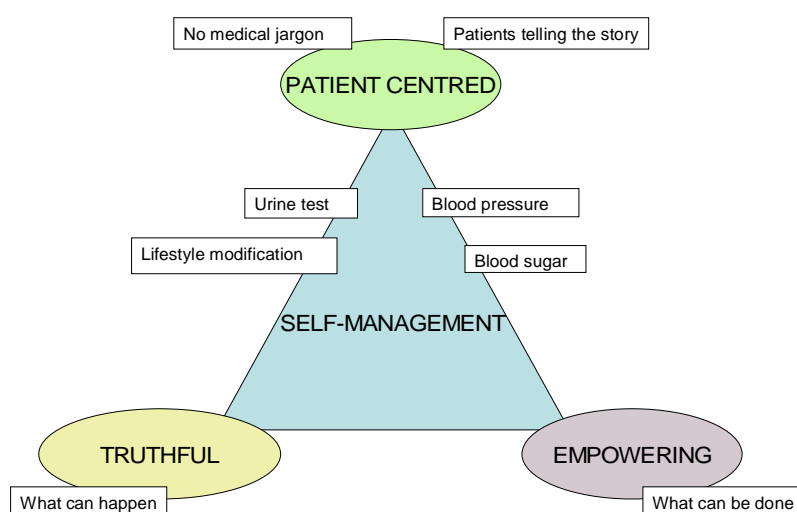 No medical jargon
Patients telling the story
PATIENT CENTRED
Urine test
Blood pressure
Lifestyle modification
Blood sugar
SELF-MANAGEMENT
TRUTHFUL
EMPOWERING
What can happen
What can be done